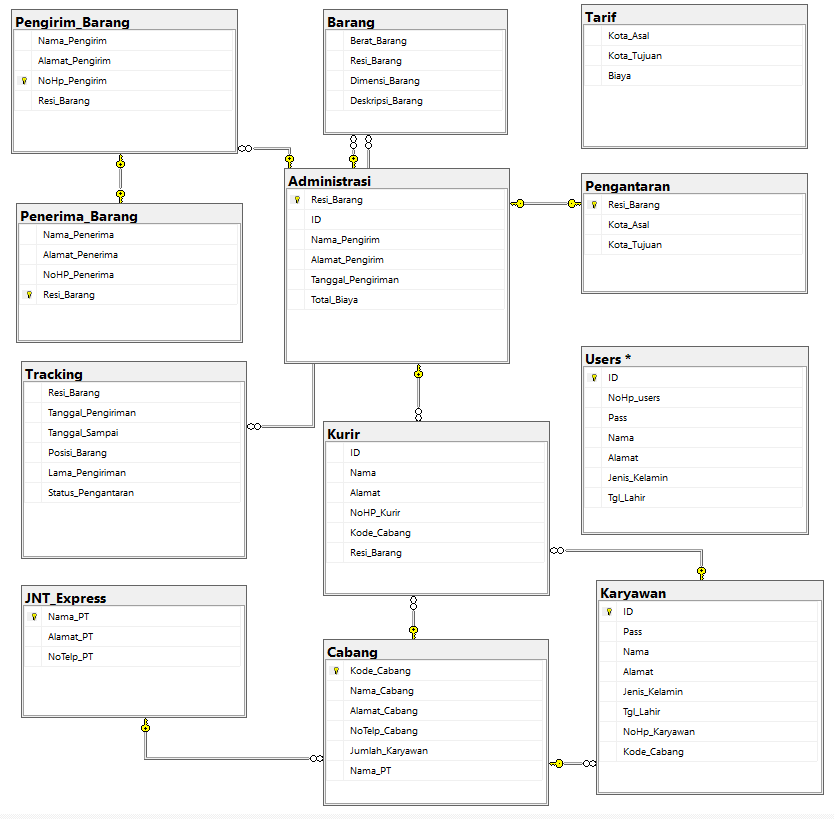 Pengirim_Barang
Nama_Pengirim
Alamat_Pengirim
NoHp_Pengirim
Resi_Barang
Barang
Berat_Barang
Resi_Barang
Dimensi_Barang
Deskripsi_Barang
Tarif
Kota_Asal
Kota_Tujuan
Biaya
Penerima_Barang
Nama_Penerima
Alamat_Penerima
NoHP_Penerima
Resi_Barang
Administrasi
Resi_Barang
ID
Nama_Pengirim
Alamat_Pengirim
Tanggal_Pengiriman
Total_Biaya
Pengantaran
Resi_Barang
Kota_Asal
Kota_Tujuan
Tracking
Resi_Barang
Tanggal_Pengiriman
Tanggal_Sampai
Posisi_Barang
Lama_Pengiriman
Status_Pengantaran
Kurir
ID
Nama
Alamat
NoHP_Kurir
Kode_Cabang
Resi_Barang
Users *
ID
NoHp_users
Pass
Nama
Alamat
Jenis_Kelamin
Tgl_Lahir
JNT_Express
Nama_PT
Alamat_PT
NoTelp_PT
Cabang
Kode_Cabang
Nama_Cabang
Alamat_Cabang
NoTelp_Cabang
Jumlah_Karyawan
Nama_PT
Karyawan
ID
Pass
Nama
Alamat
Jenis_Kelamin
Tgl_Lahir
NoHp_Karyawan
Kode_Cabang